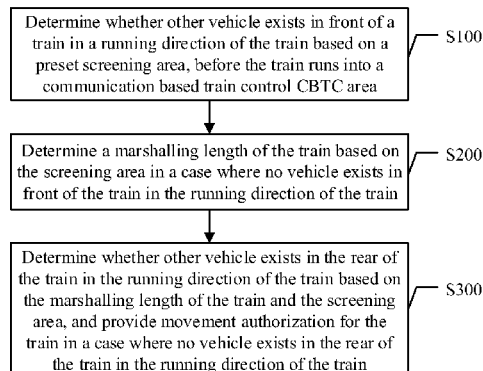 Determine whether other vehicle exists in front of a
train in a running direction of the train based on a
preset screening area, before the train runs into a
communication based train control CBTC area
S100
Determine a marshalling length of the train based on
the screening area in a case where no vehicle exists in
front of the train in the running direction of the train
S200
Determine whether other vehicle exists in the rear of
the train in the running direction of the train based on
the marshalling length of the train and the screening
area, and provide movement authorization for the
train in a case where no vehicle exists in the rear of
the train in the running direction of the train
S300